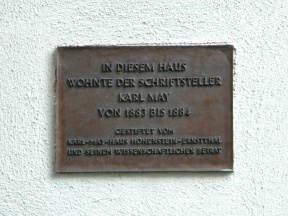 IN DIESEM HAUS
WOHNTE DER SCHRIFTSTELLER
KARL MAY
VON 1883 BIS 1884
GESTIFTET VOM
KARL-MAY-HAUS HOHENSTEIN-ERNSTTHAL
UND SEINEM WISSENSCHAFTLICHEN BEIRAT